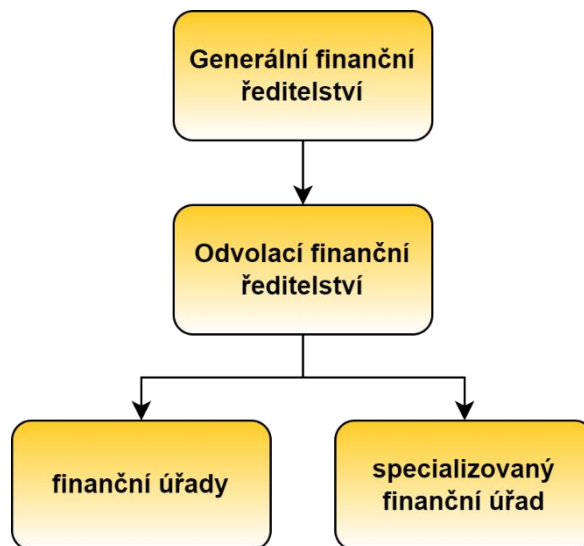 Generální finanční
ředitelství
Odvolací finanční
ředitelství
finanční úřady
specializovaný
finanční úřad